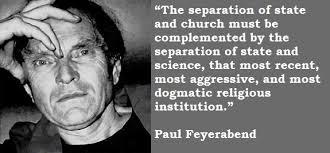 “The separation of state
and church must be
complemented by the
separation of state and
science, that most recent,
most aggressive, and most
dogmatic religious
institution.”
Paul Feyerabend